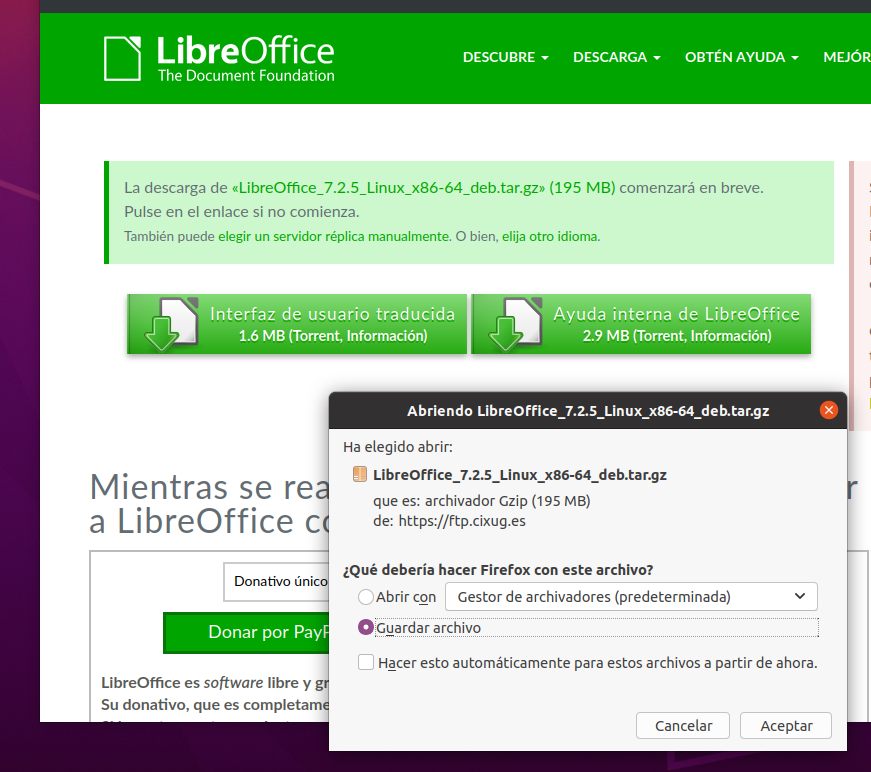 LibreOffice
The Document Foundation
DESCUBRE DESCARGA OBTÉN AYUDA MEJÓR
La descarga de «LibreOffice_7.2.5_Linux_x86-64_deb.tar.gz» (195 MB) comenzará en breve.
Pulse en el enlace si no comienza.
También puede elegir un servidor réplica manualmente. O bien, elija otro idioma.
Interfaz de usuario traducida
1.6 MB (Torrent, Información)
Ayuda interna de LibreOffice
2.9 MB (Torrent, Información)
Mientras se rea
a LibreOffice co
Donativo único
Donar por PayP
LibreOffice es software libre y gr
Su donativo, que es completame
Abriendo LibreOffice_7.2.5_Linux_x86-64_deb.tar.gz
Ha elegido abrir:
LibreOffice_7.2.5_Linux_x86-64_deb.tar.gz
que es: archivador Gzip (195 MB)
de: https://ftp.cixug.es
¿Qué debería hacer Firefox con este archivo?
Abrir con Gestor de archivadores (predeterminada)
Guardar archivo
Hacer esto automáticamente para estos archivos a partir de ahora.
Cancelar Aceptar